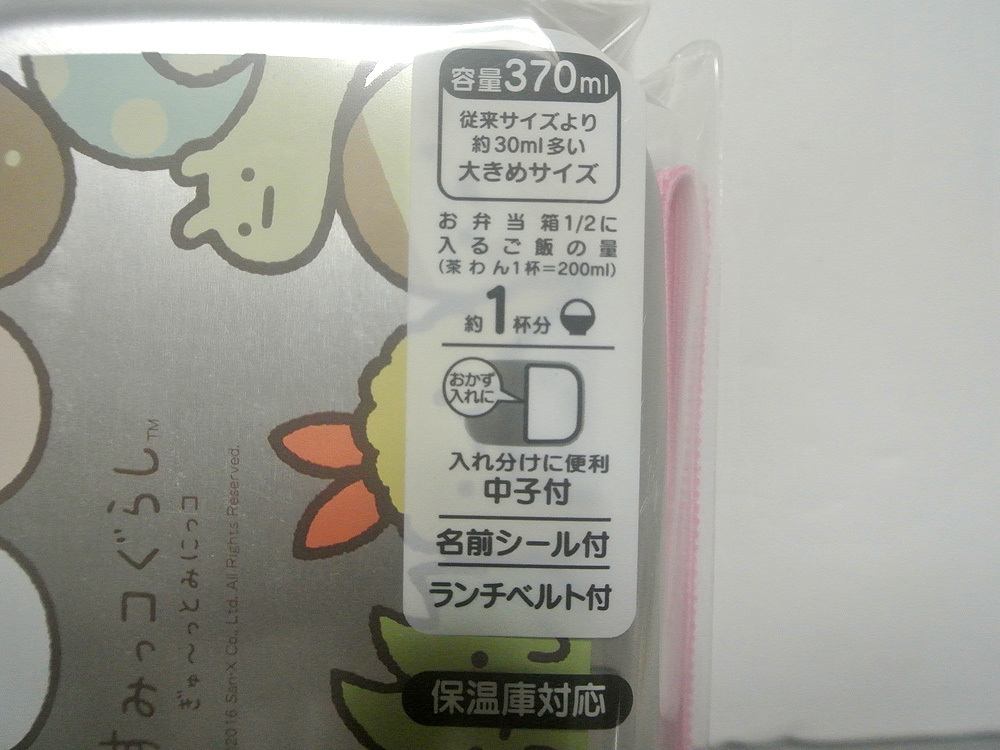 容量370ml
従来サイズより
約30ml多い
大きめサイズ
お弁当箱1/2に
入るご飯の量
(茶わん1杯=200ml)
約1杯分
おかず
入れに
入れ分けに便利
中子付
名前シール付
ランチベルト付
保温庫対応
すみっコぐらし™
ぎゅ〜っとみにっコ
2016 San-X Co., Ltd. All Rights Reserved.